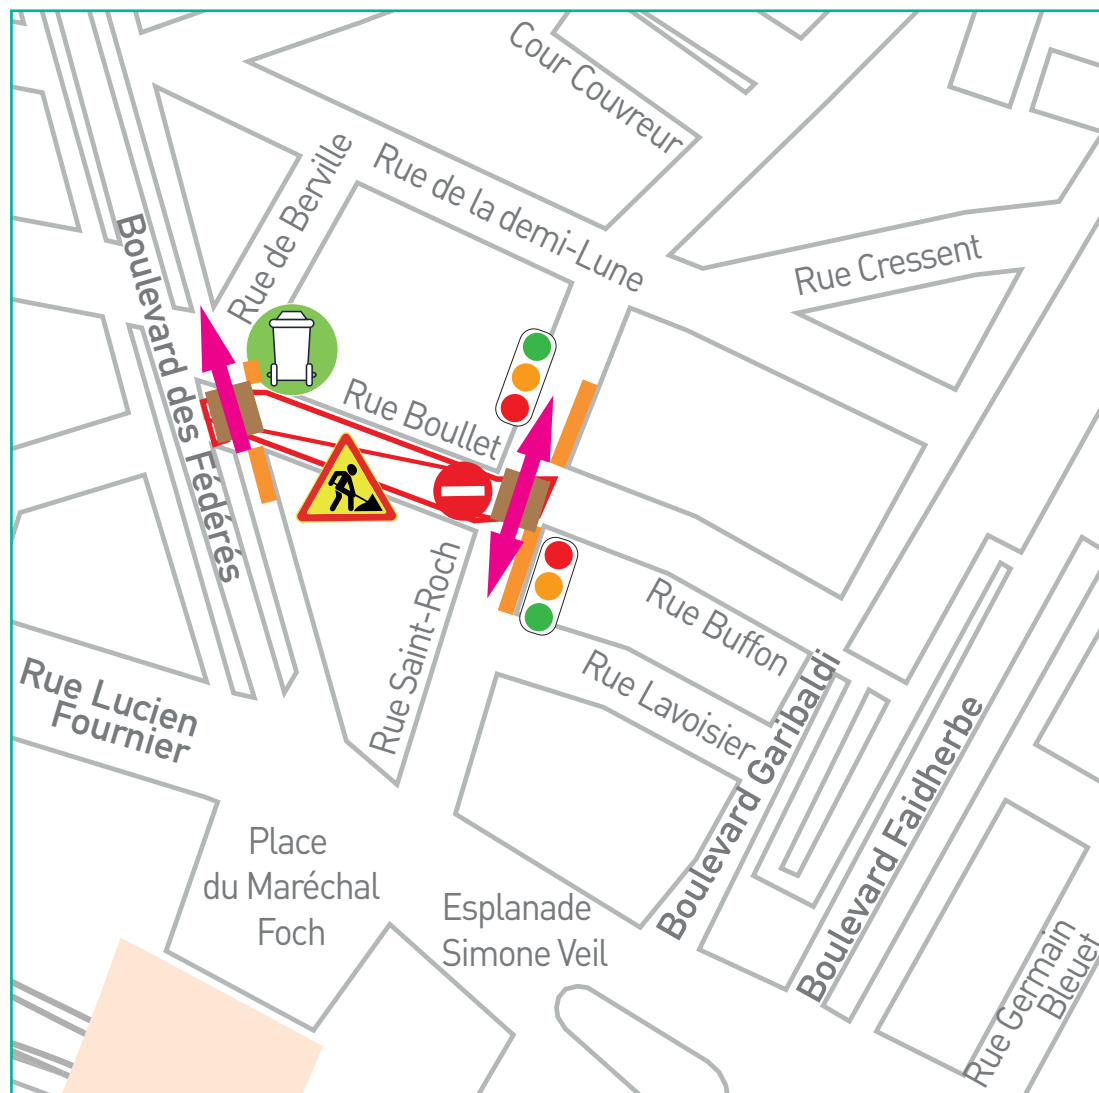 Cour Couvreur
Rue de la demi-Lune
Rue de Berville
Rue Cressent
Boulevard des Fédérés
Rue Boullet
Rue Saint-Roch
Rue Buffon
Rue Lavoisier
Boulevard Garibaldi
Boulevard Faidherbe
Rue Lucien
Fournier
Place
du Maréchal
Foch
Esplanade
Simone Veil
Rue Germain
Bleuet